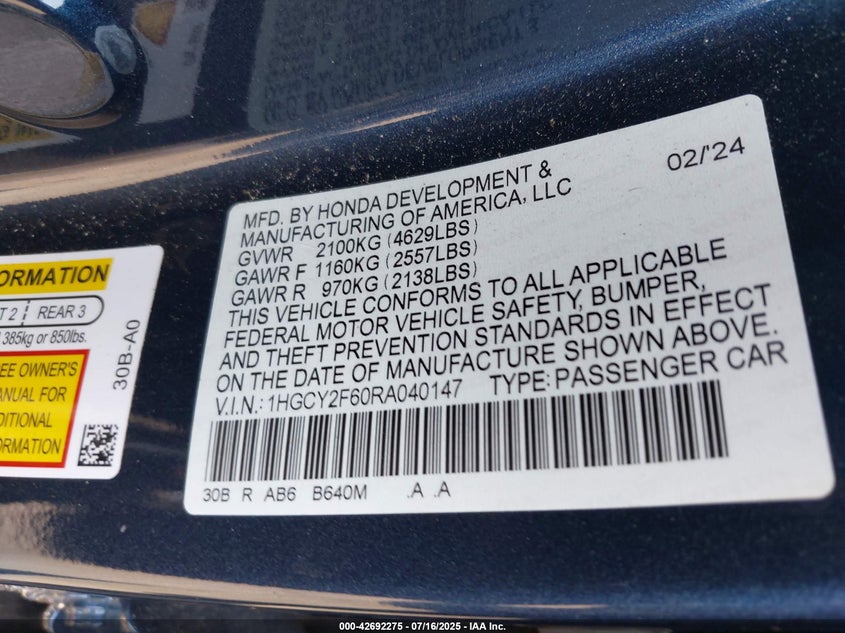 02/'24
MFD. BY HONDA DEVELOPMENT &
MANUFACTURING OF AMERICA, LLC
GVWR 2100KG (4629LBS)
GAWR F 1160KG (2557LBS)
GAWR R 970KG (2138LBS)
THIS VEHICLE CONFORMS TO ALL APPLICABLE
FEDERAL MOTOR VEHICLE SAFETY, BUMPER,
AND THEFT PREVENTION STANDARDS IN EFFECT
ON THE DATE OF MANUFACTURE SHOWN ABOVE.
V.I.N.: 1HGCY2F60RA040147 TYPE: PASSENGER CAR
30B R AB6 B640M .A .A
ORMATION
T 2 REAR 3
385kg or 850lbs.
EE OWNER'S
ANUAL FOR
DITIONAL
ORMATION
30B-A0
000-42692275 - 07/16/2025 - IAA Inc.